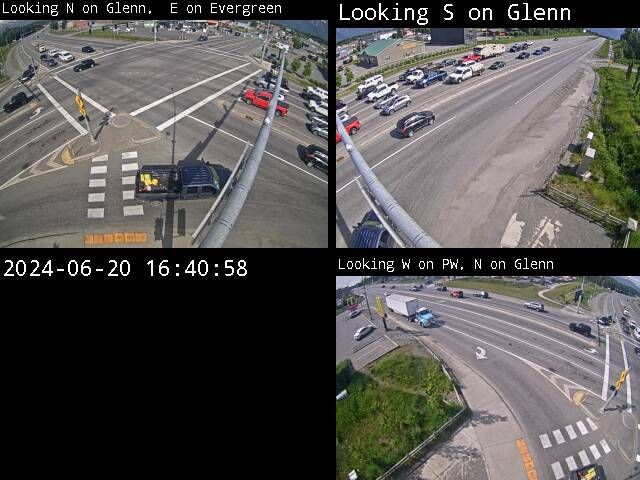 Looking N on Glenn, E on Evergreen
Looking S on Glenn
2024-06-20 16:40:58
Looking W on PW, N on Glenn